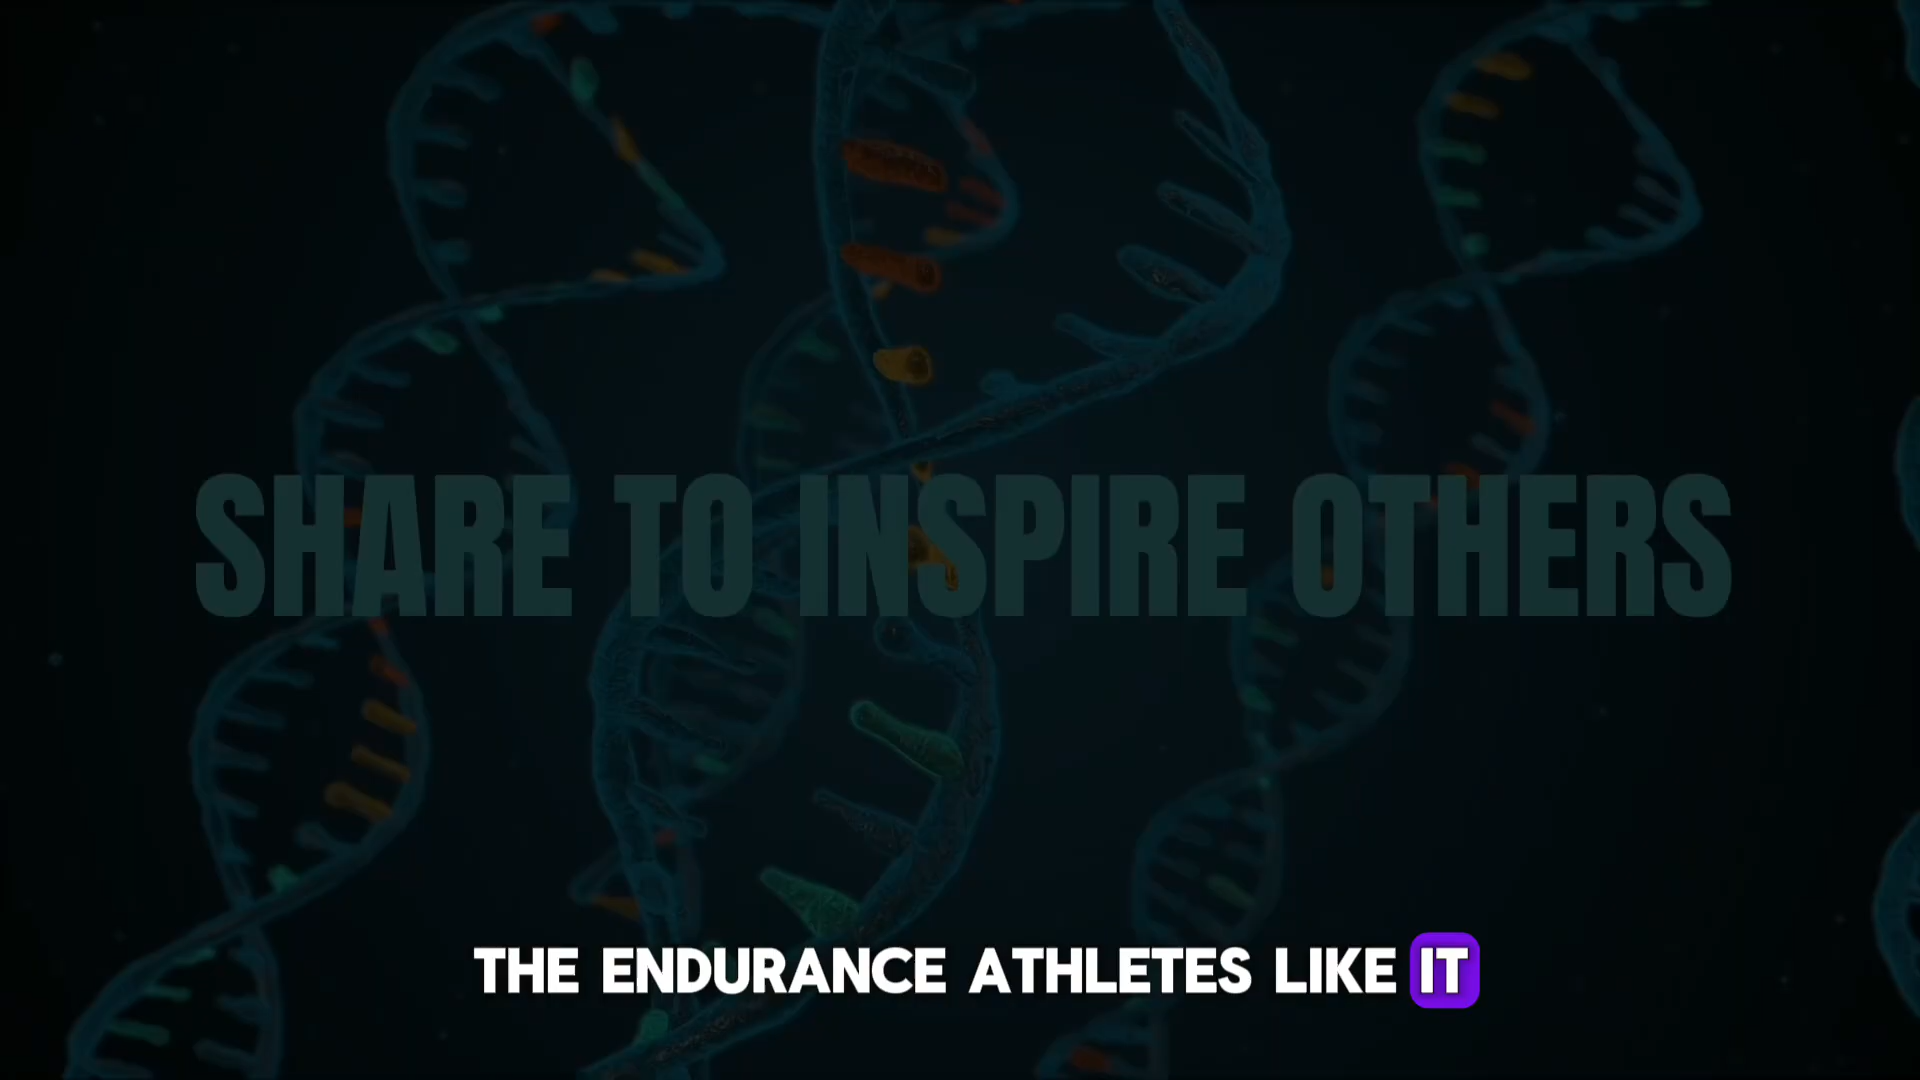 SHARE TO INSPIRE OTHERS
THE ENDURANCE ATHLETES LIKE IT